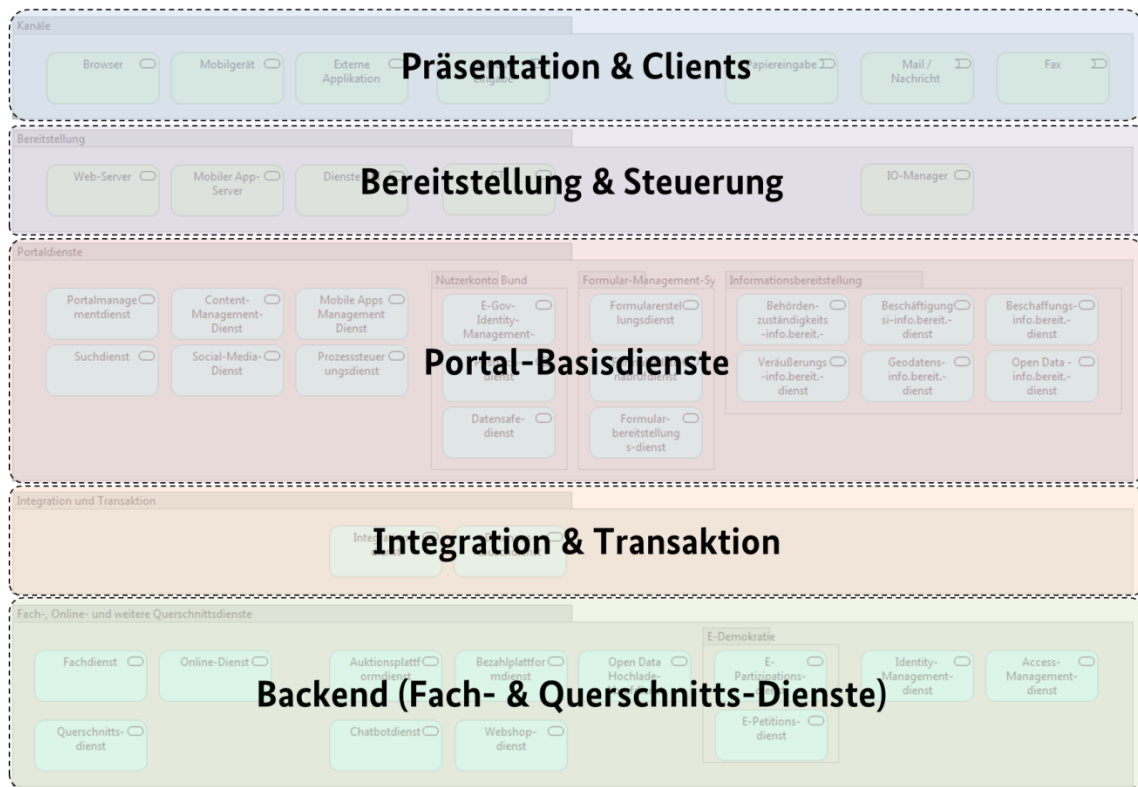 Kanäle
Browser
Mobilgerät
Externe
Applikation
eingabe
Papiereingabe
Mail /
Nachricht
Fax
Präsentation & Clients
Bereitstellung
Web-Server
Mobiler App-
Server
Dienste
IO-Manager
Bereitstellung & Steuerung
Portaldienste
Portalmanage
mentdienst
Content-
Management-
Dienst
Mobile Apps
Management
Dienst
Suchdienst
Social-Media-
Dienst
Prozesssteuer
ungsdienst
Nutzerkonto Bund
E-Gov-
Identity-
Management-
dienst
Datensafe-
dienst
Formular-Management-Sy
Formularerstel
lungsdienst
Formular-
bereitstellung
s-dienst
Informationsbereitstellung
Behörden-
zuständigkeits
-info.bereit.-
dienst
Beschäftigung
si-info.bereit.-
dienst
Beschaffungs-
info.bereit.-
dienst
Veräußerungs
-info.bereit.-
dienst
Geodatens-
info.bereit.-
dienst
Open Data -
info.bereit.-
dienst
Portal-Basisdienste
Integration und Transaktion
dienst
Integration & Transaktion
Fach-, Online- und weitere Querschnittsdienste
Fachdienst
Online-Dienst
Auktionsplattf
ormdienst
Bezahlplattfor
mdienst
Open Data
Hochlade-
E-Demokratie
E-
Partizipations-
dienst
Identity-
Management-
dienst
Access-
Management-
dienst
Querschnitts-
dienst
Chatbotdienst
Webshop-
dienst
E-Petitions-
dienst
Backend (Fach- & Querschnitts-Dienste)